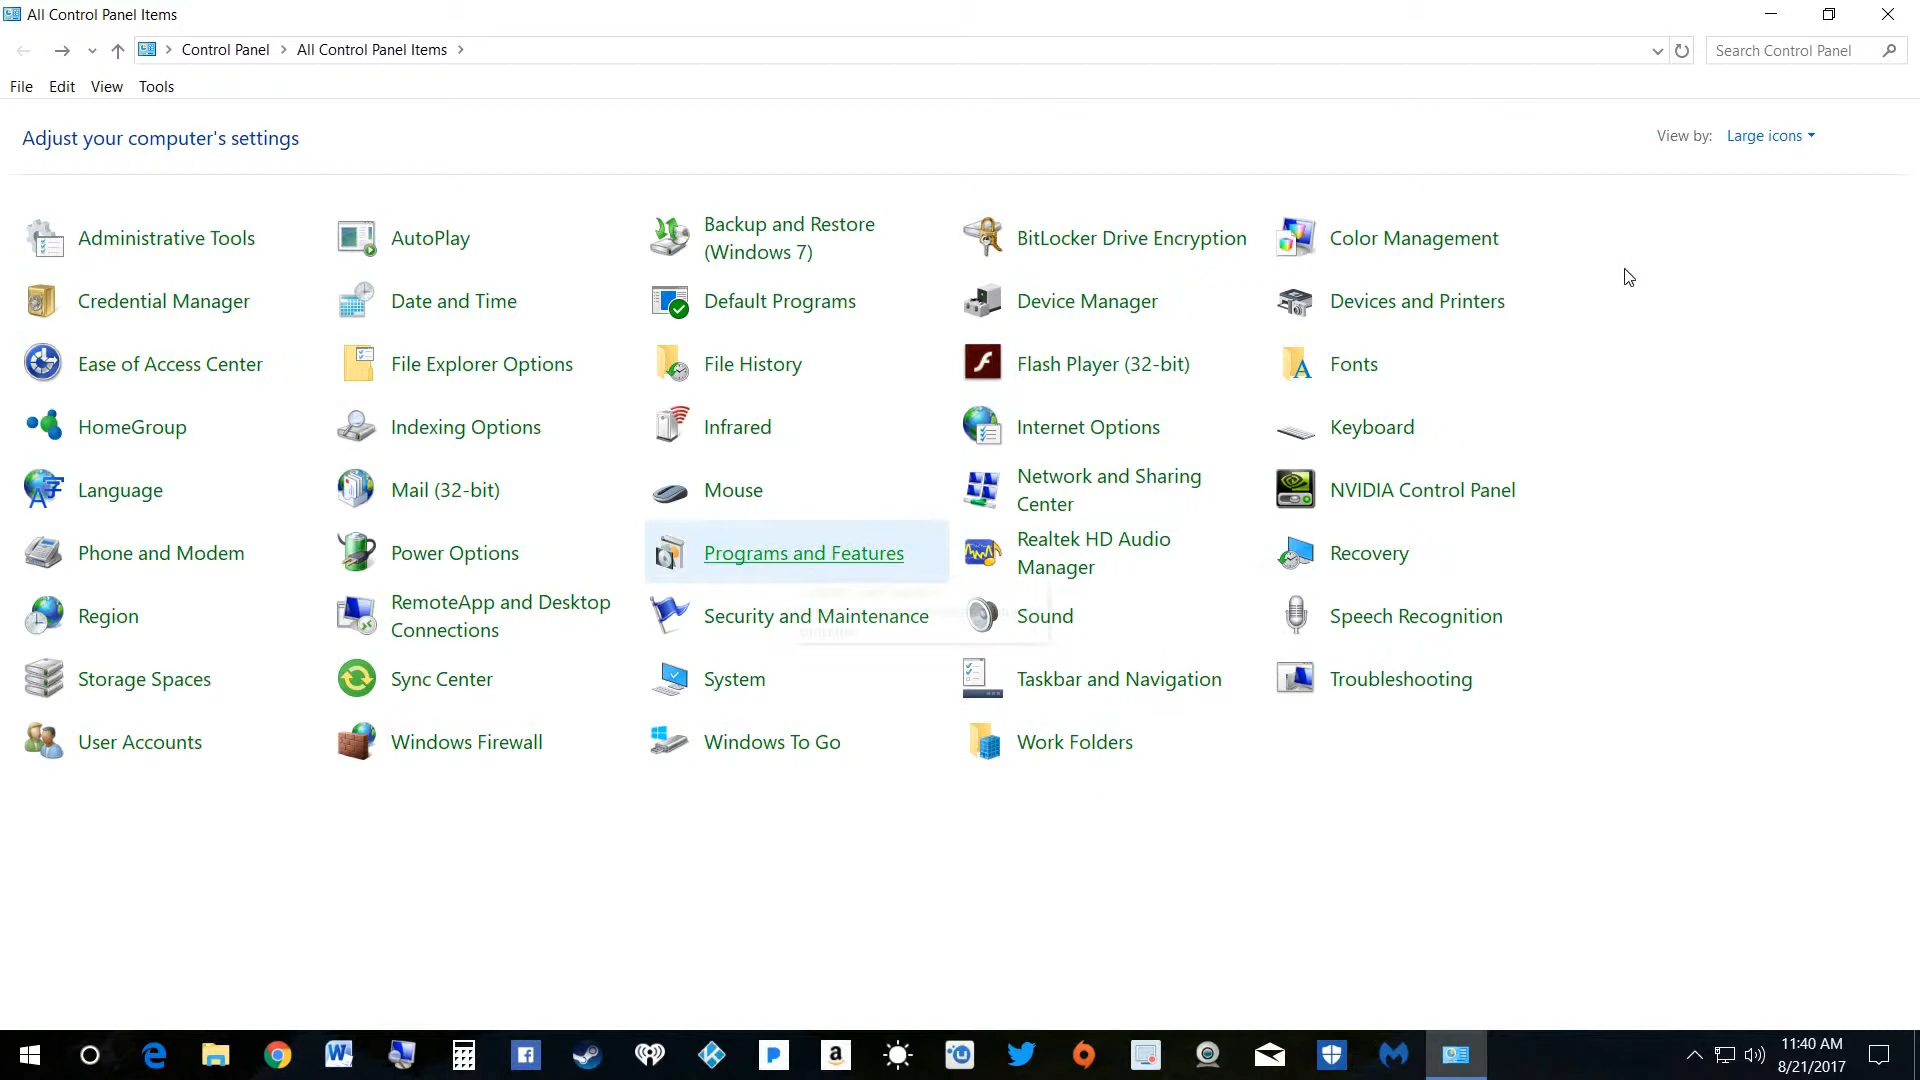 All Control Panel Items
Control Panel > All Control Panel Items >
Search Control Panel
File Edit View Tools
Adjust your computer's settings
View by: Large icons
Administrative Tools
AutoPlay
Backup and Restore
(Windows 7)
BitLocker Drive Encryption
Color Management
Credential Manager
Date and Time
Default Programs
Device Manager
Devices and Printers
Ease of Access Center
File Explorer Options
File History
Flash Player (32-bit)
Fonts
HomeGroup
Indexing Options
Infrared
Internet Options
Keyboard
Language
Mail (32-bit)
Mouse
Network and Sharing
Center
NVIDIA Control Panel
Phone and Modem
Power Options
Programs and Features
Realtek HD Audio
Manager
Recovery
Region
RemoteApp and Desktop
Connections
Security and Maintenance
Sound
Speech Recognition
Storage Spaces
Sync Center
System
Taskbar and Navigation
Troubleshooting
User Accounts
Windows Firewall
Windows To Go
Work Folders
11:40 AM
8/21/2017